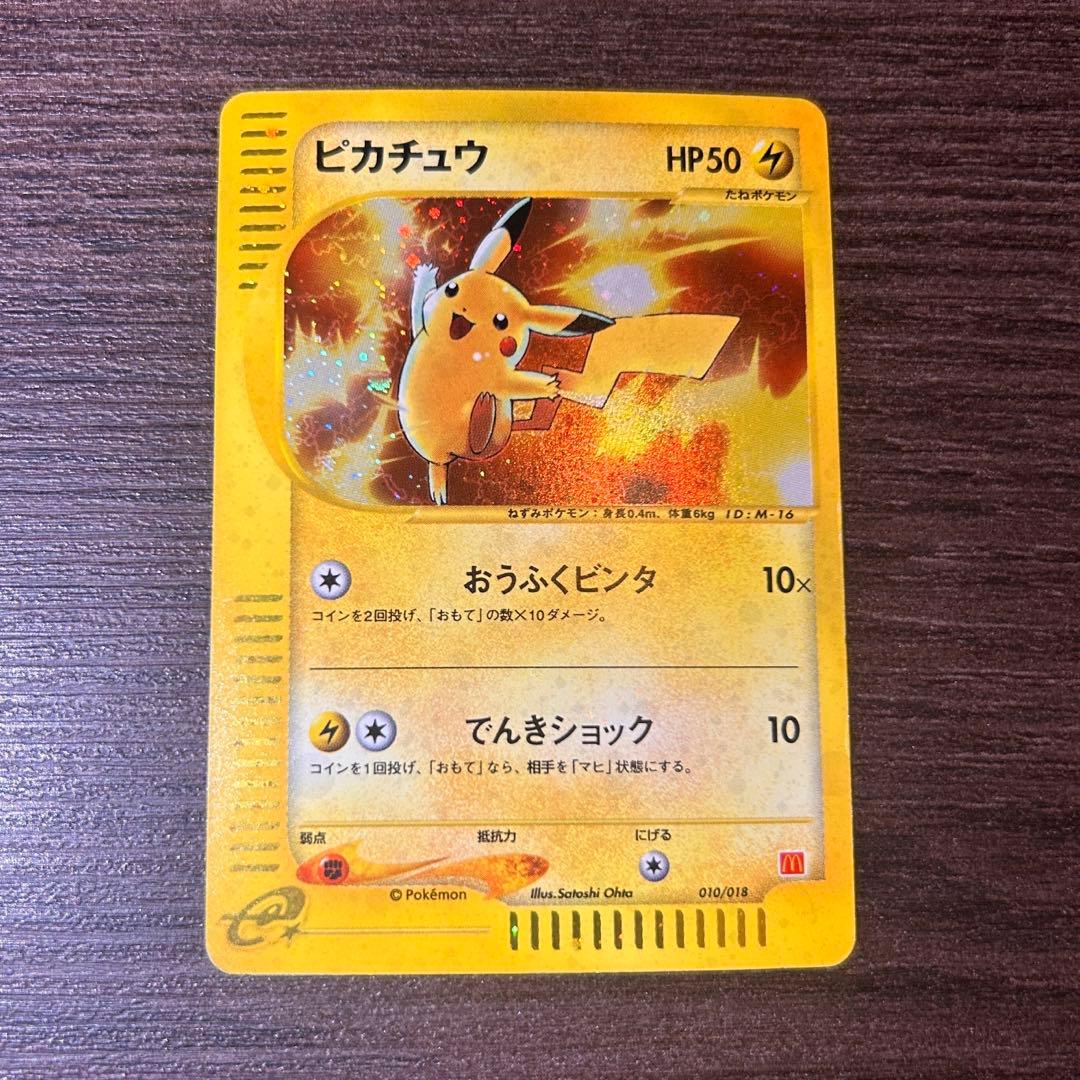 ピカチュウ HP50
たねポケモン
ねずみポケモン：身長0.4m、体重6kg ID:M-16
おうふくビンタ 10×
コインを2回投げ、「おもて」の数×10ダメージ。
でんきショック 10
コインを1回投げ、「おもて」なら、相手を「マヒ」状態にする。
弱点 抵抗力 にげる
© Pokémon Illus. Satoshi Ohta 010/018
e